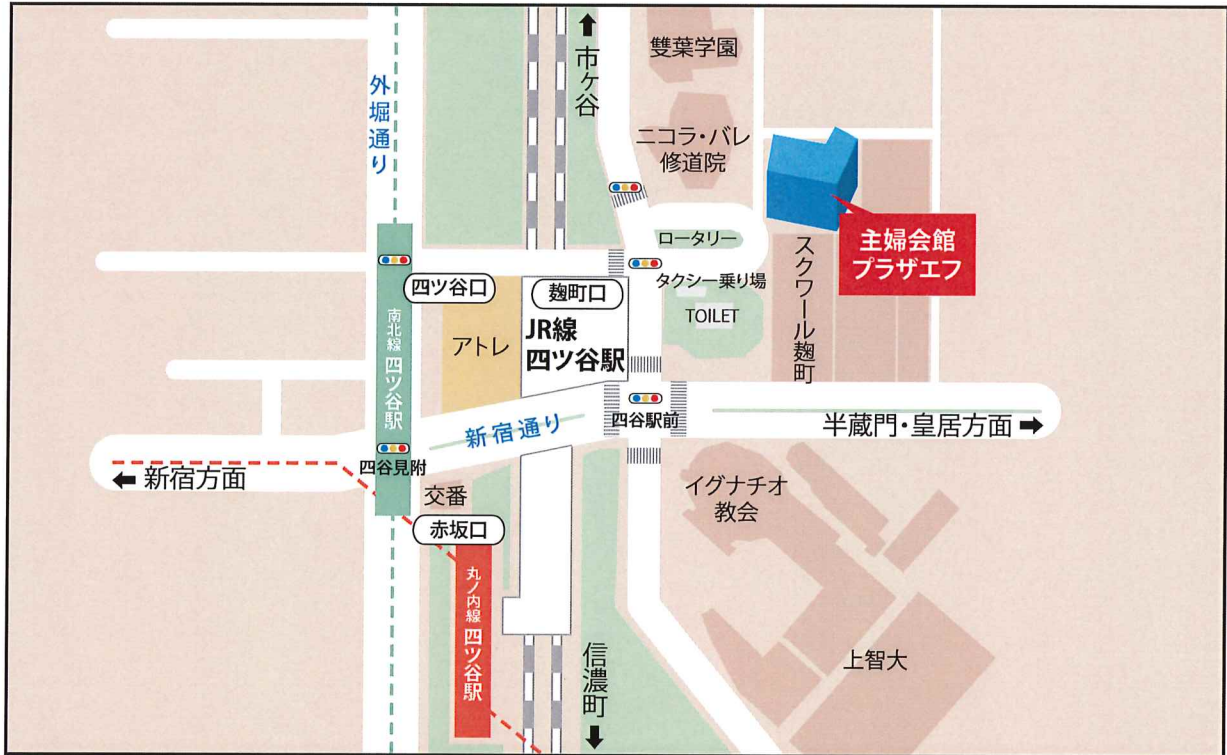 外堀通り
↑
市ヶ谷
雙葉学園
ニコラ・バレ
修道院
主婦会館
プラザエフ
ロータリー
タクシー乗り場
TOILET
スクワール麹町
四ツ谷口
麹町口
JR線
四ツ谷駅
アトレ
南北線 四ツ谷駅
新宿通り
四谷駅前
半蔵門・皇居方面→
四谷見附
←新宿方面
交番
赤坂口
イグナチオ
教会
丸ノ内線 四ツ谷駅
信濃町
↓
上智大